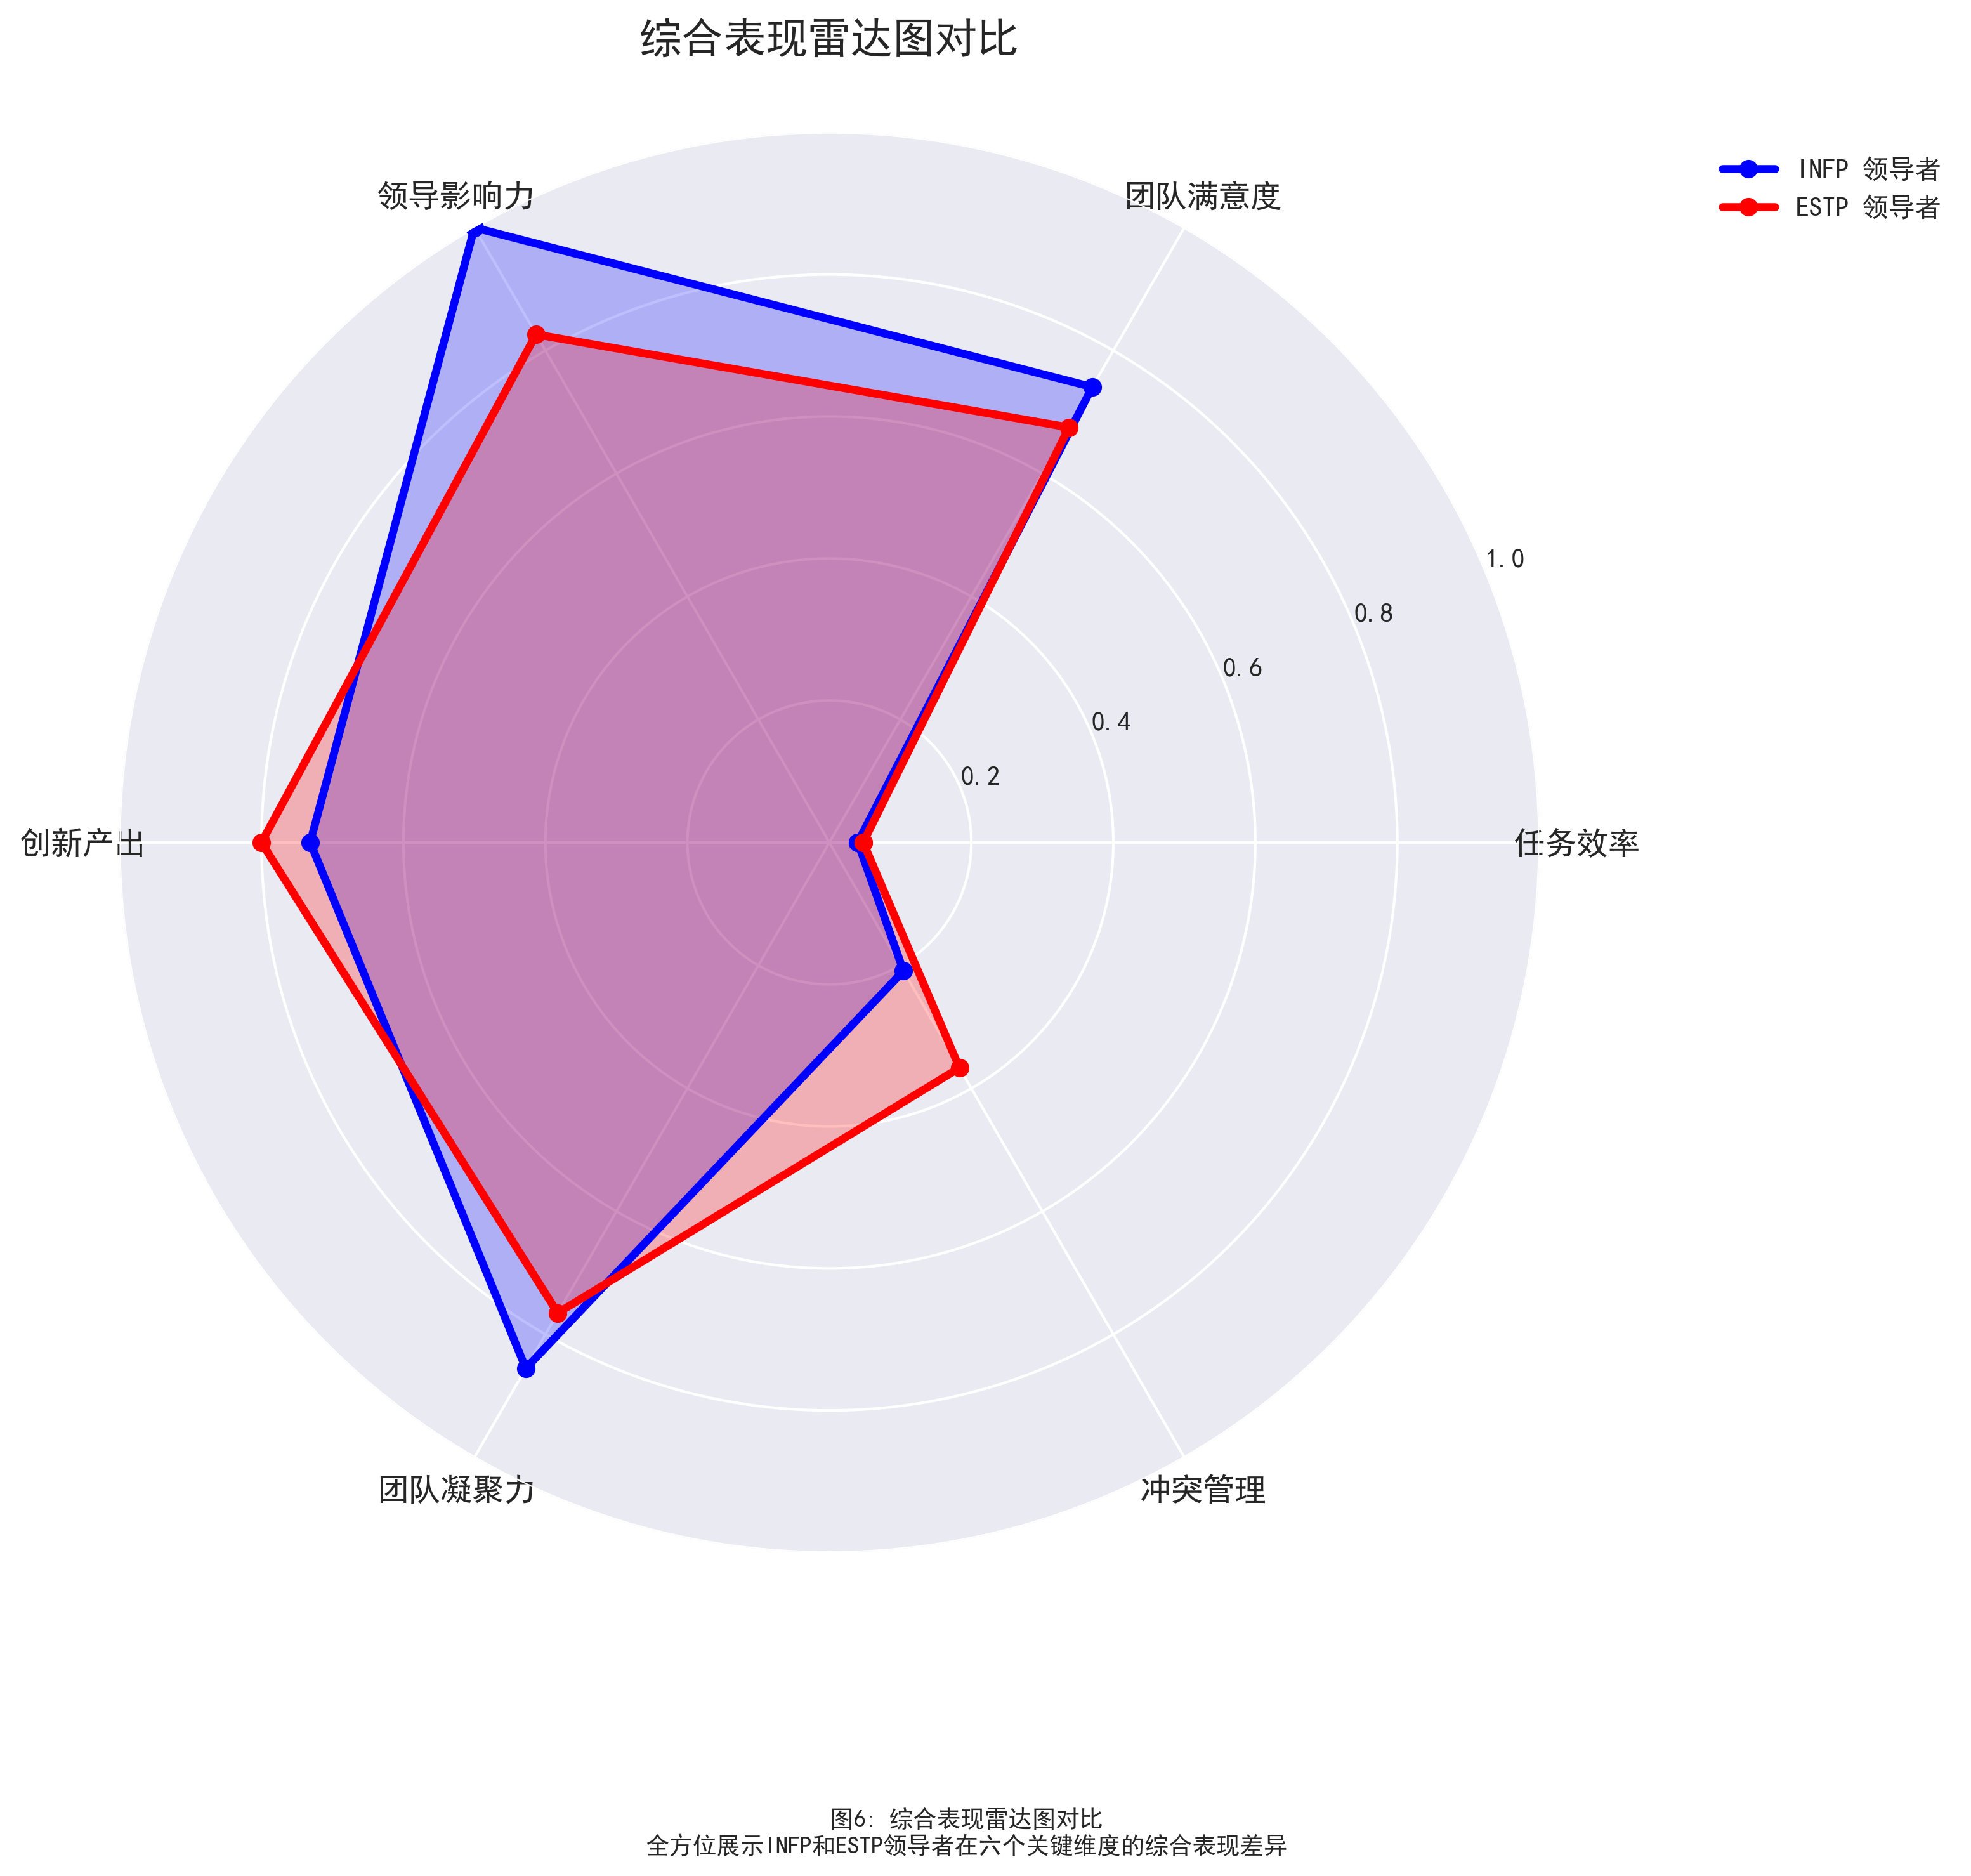 综合表现雷达图对比
INFP 领导者
ESTP 领导者
领导影响力
团队满意度
1.0
0.8
0.6
0.4
0.2
创新产出
任务效率
团队凝聚力
冲突管理
图6: 综合表现雷达图对比
全方位展示INFP和ESTP领导者在六个关键维度的综合表现差异